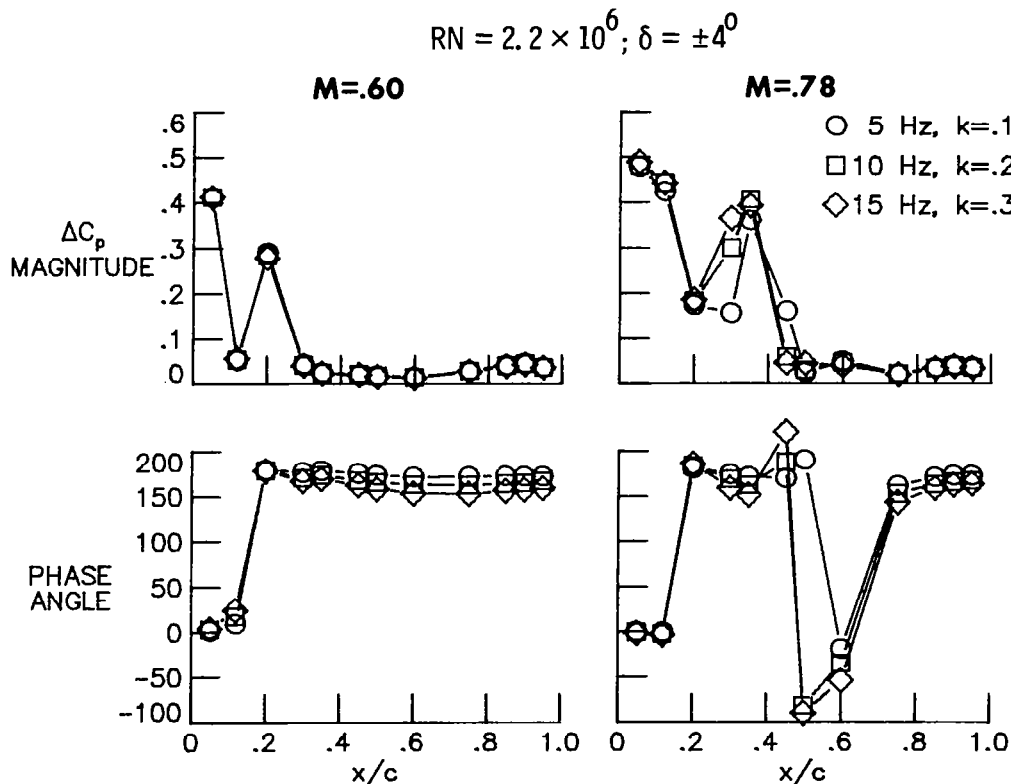 RN = 2.2 × 10⁶; δ = ±4⁰
M=.60
M=.78
.6
.5
.4
.3
.2
.1
0
ΔCₚ
MAGNITUDE
5 Hz, k=.1
10 Hz, k=.2
15 Hz, k=.3
200
150
100
50
0
-50
-100
PHASE
ANGLE
0 .2 .4 .6 .8 1.0
x/c
0 .2 .4 .6 .8 1.0
x/c